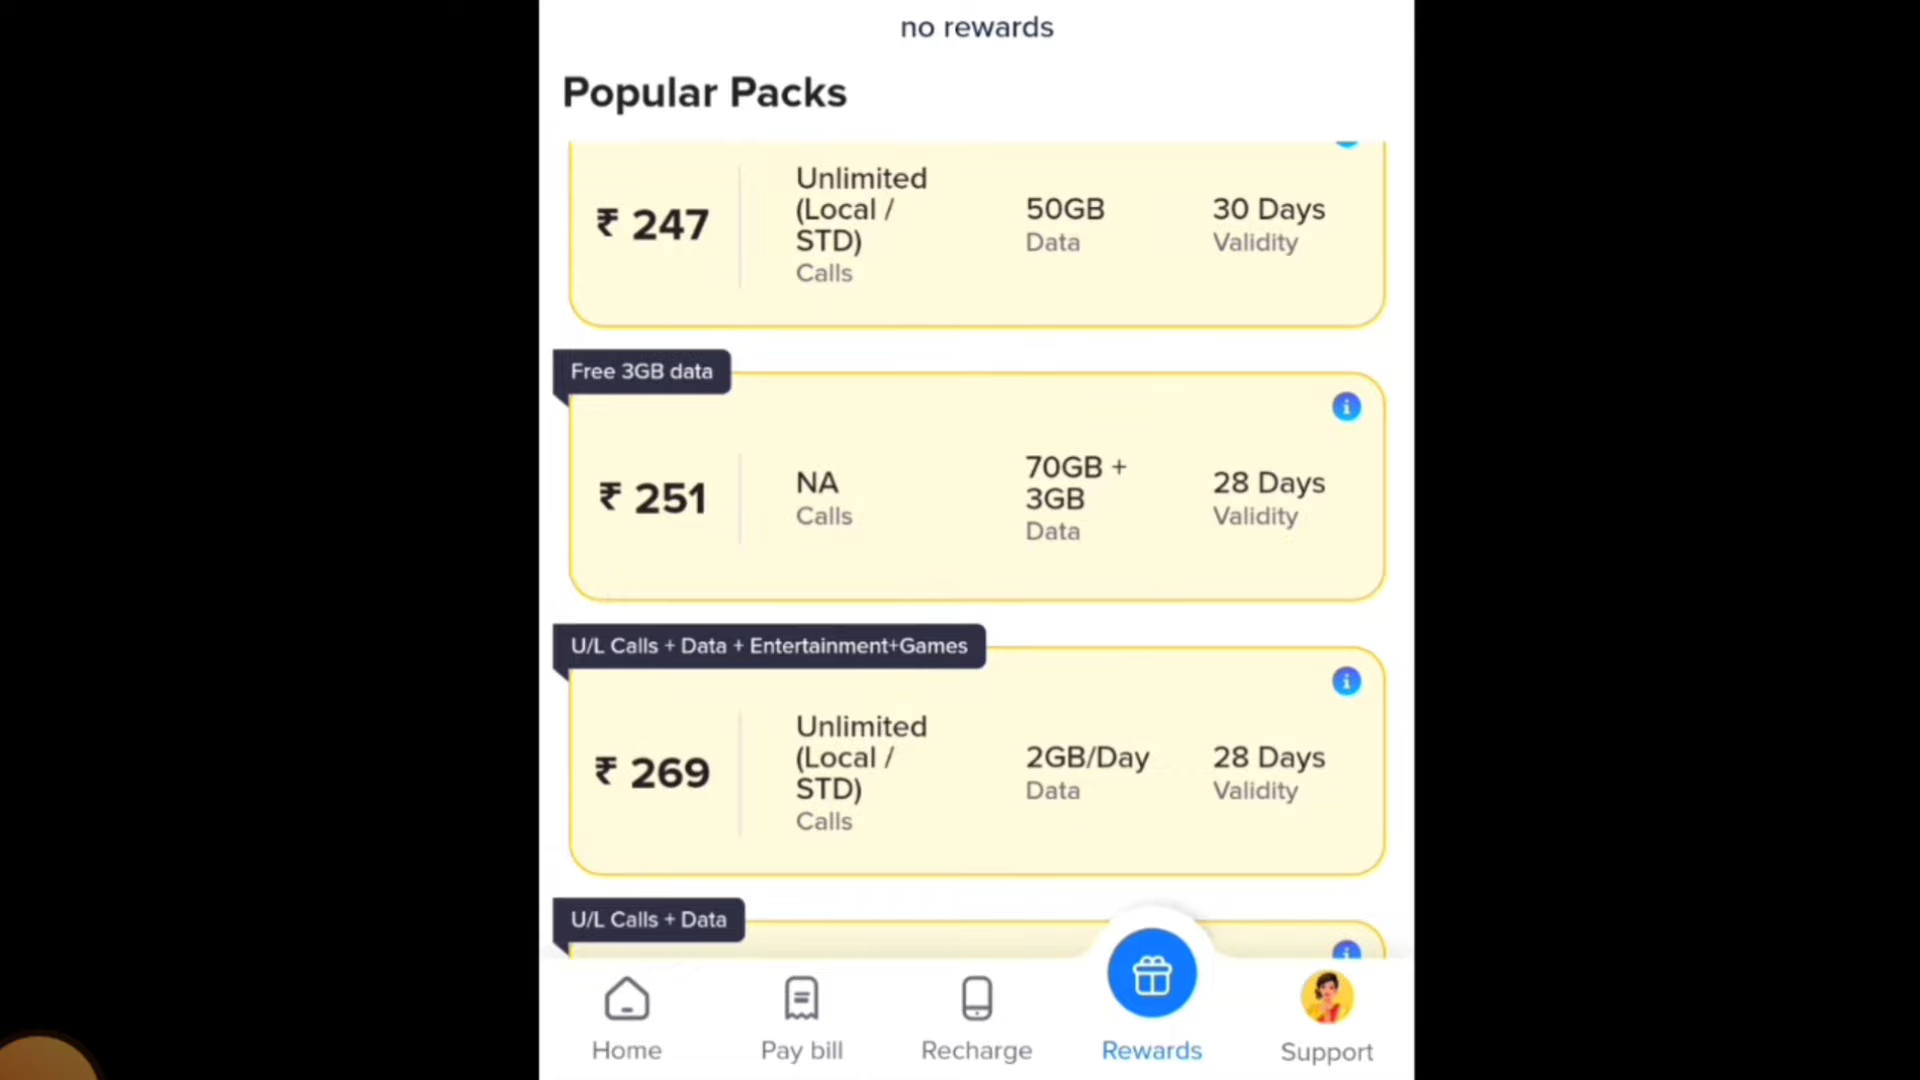 no rewards
Popular Packs
₹ 247
Unlimited
(Local /
STD)
Calls
50GB
Data
30 Days
Validity
Free 3GB data
₹ 251
NA
Calls
70GB +
3GB
Data
28 Days
Validity
U/L Calls + Data + Entertainment+Games
₹ 269
Unlimited
(Local /
STD)
Calls
2GB/Day
Data
28 Days
Validity
U/L Calls + Data
Home
Pay bill
Recharge
Rewards
Support